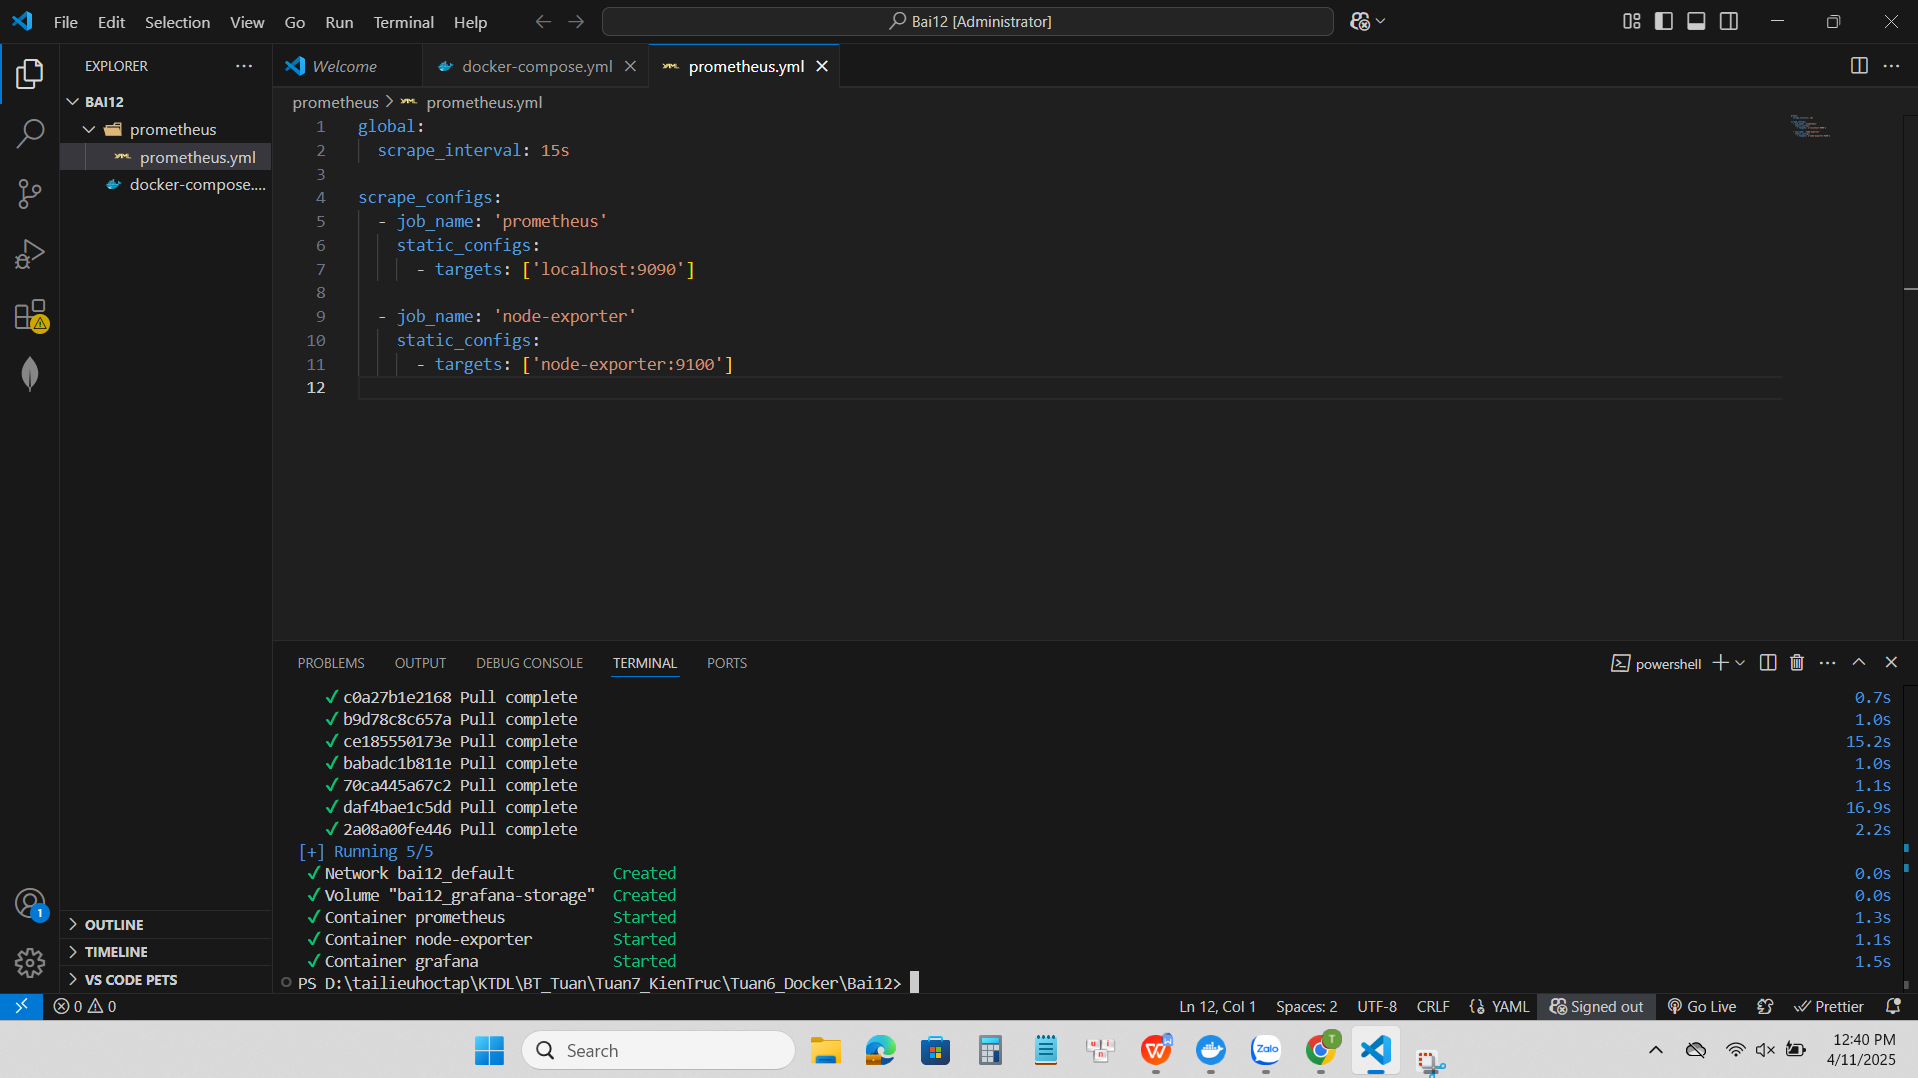 File Edit Selection View Go Run Terminal Help
Bai12 [Administrator]
EXPLORER
Welcome
docker-compose.yml
prometheus.yml
BAI12
prometheus
prometheus.yml
docker-compose....
prometheus > prometheus.yml
1 global:
2 scrape_interval: 15s
3
4 scrape_configs:
5 - job_name: 'prometheus'
6 static_configs:
7 - targets: ['localhost:9090']
8
9 - job_name: 'node-exporter'
10 static_configs:
11 - targets: ['node-exporter:9100']
12
PROBLEMS OUTPUT DEBUG CONSOLE TERMINAL PORTS
powershell
✓ c0a27b1e2168 Pull complete 0.7s
✓ b9d78c8c657a Pull complete 1.0s
✓ ce185550173e Pull complete 15.2s
✓ babadc1b811e Pull complete 1.0s
✓ 70ca445a67c2 Pull complete 1.1s
✓ daf4bae1c5dd Pull complete 16.9s
✓ 2a08a00fe446 Pull complete 2.2s
[+] Running 5/5
✓ Network bai12_default Created 0.0s
✓ Volume "bai12_grafana-storage" Created 0.0s
✓ Container prometheus Started 1.3s
✓ Container node-exporter Started 1.1s
✓ Container grafana Started 1.5s
PS D:\tailieuhoctap\KTDL\BT_Tuan\Tuan7_KienTruc\Tuan6_Docker\Bai12>
1
OUTLINE
TIMELINE
VS CODE PETS
0 0
Ln 12, Col 1 Spaces: 2 UTF-8 CRLF {} YAML Signed out Go Live Prettier
Search
Zalo
T
12:40 PM
4/11/2025